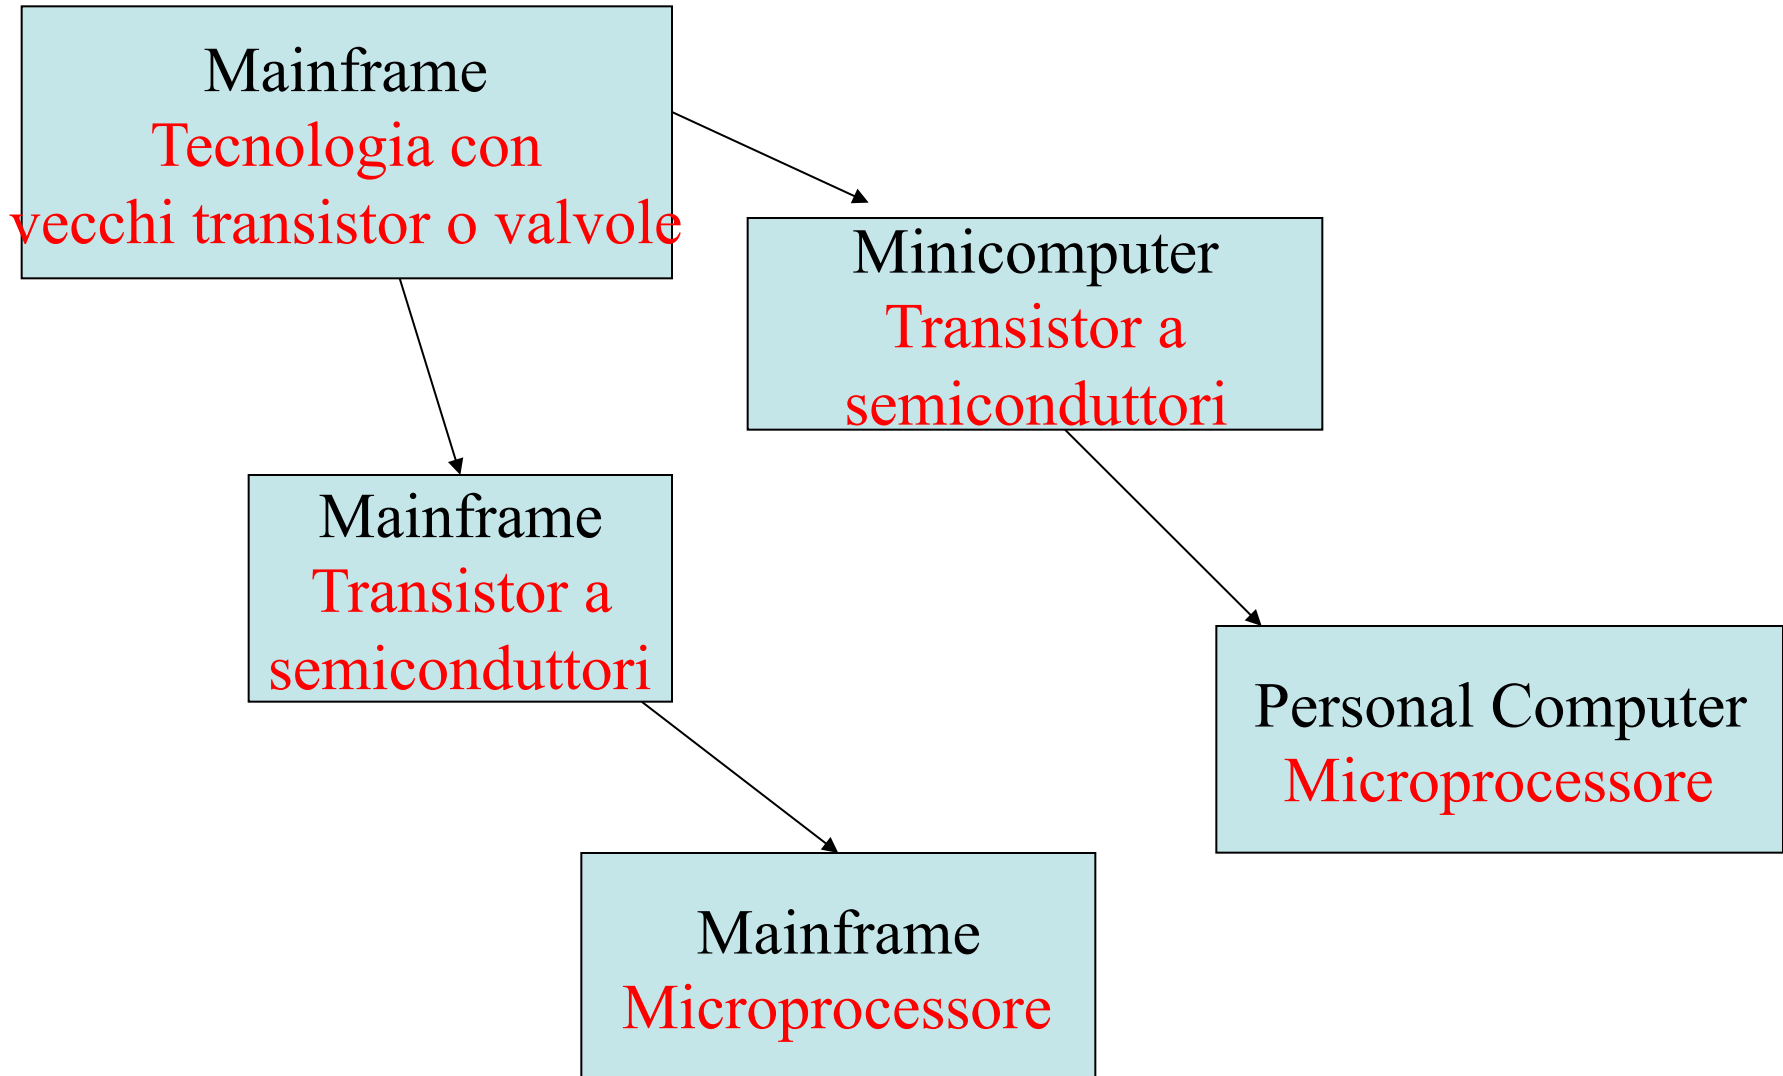 Mainframe
Tecnologia con
vecchi transistor o valvole
Minicomputer
Transistor a
semiconduttori
Mainframe
Transistor a
semiconduttori
Personal Computer
Microprocessore
Mainframe
Microprocessore